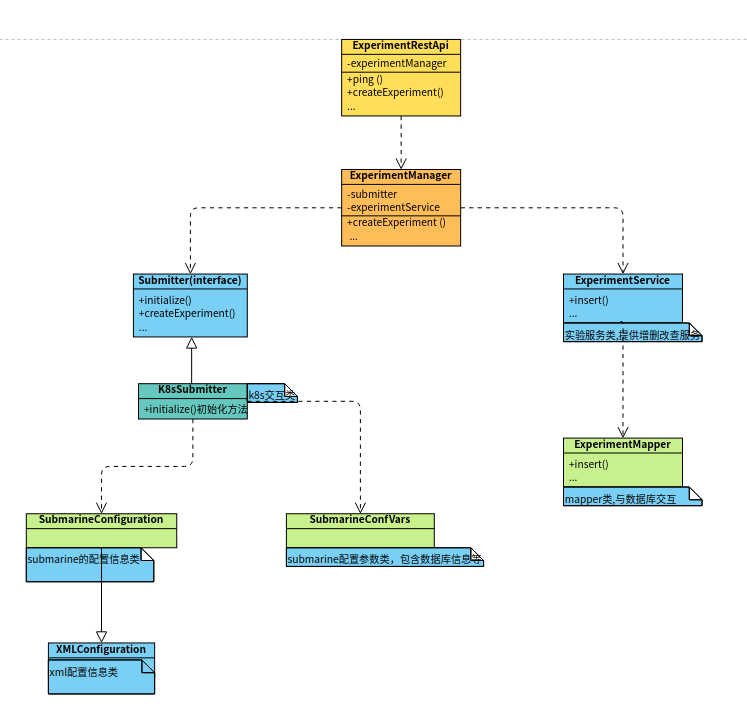 ExperimentRestApi
-experimentManager
+ping ()
+createExperiment()
...
ExperimentManager
-submitter
-experimentService
+createExperiment ()
...
Submitter(interface)
+initialize()
+createExperiment()
...
ExperimentService
+insert()
...
实验服务类,提供增删改查服务
K8sSubmitter
+initialize()初始化方法
k8s交互类
ExperimentMapper
+insert()
...
mapper类,与数据库交互
SubmarineConfiguration
submarine的配置信息类
SubmarineConfVars
submarine配置参数类，包含数据库信息等
XMLConfiguration
xml配置信息类